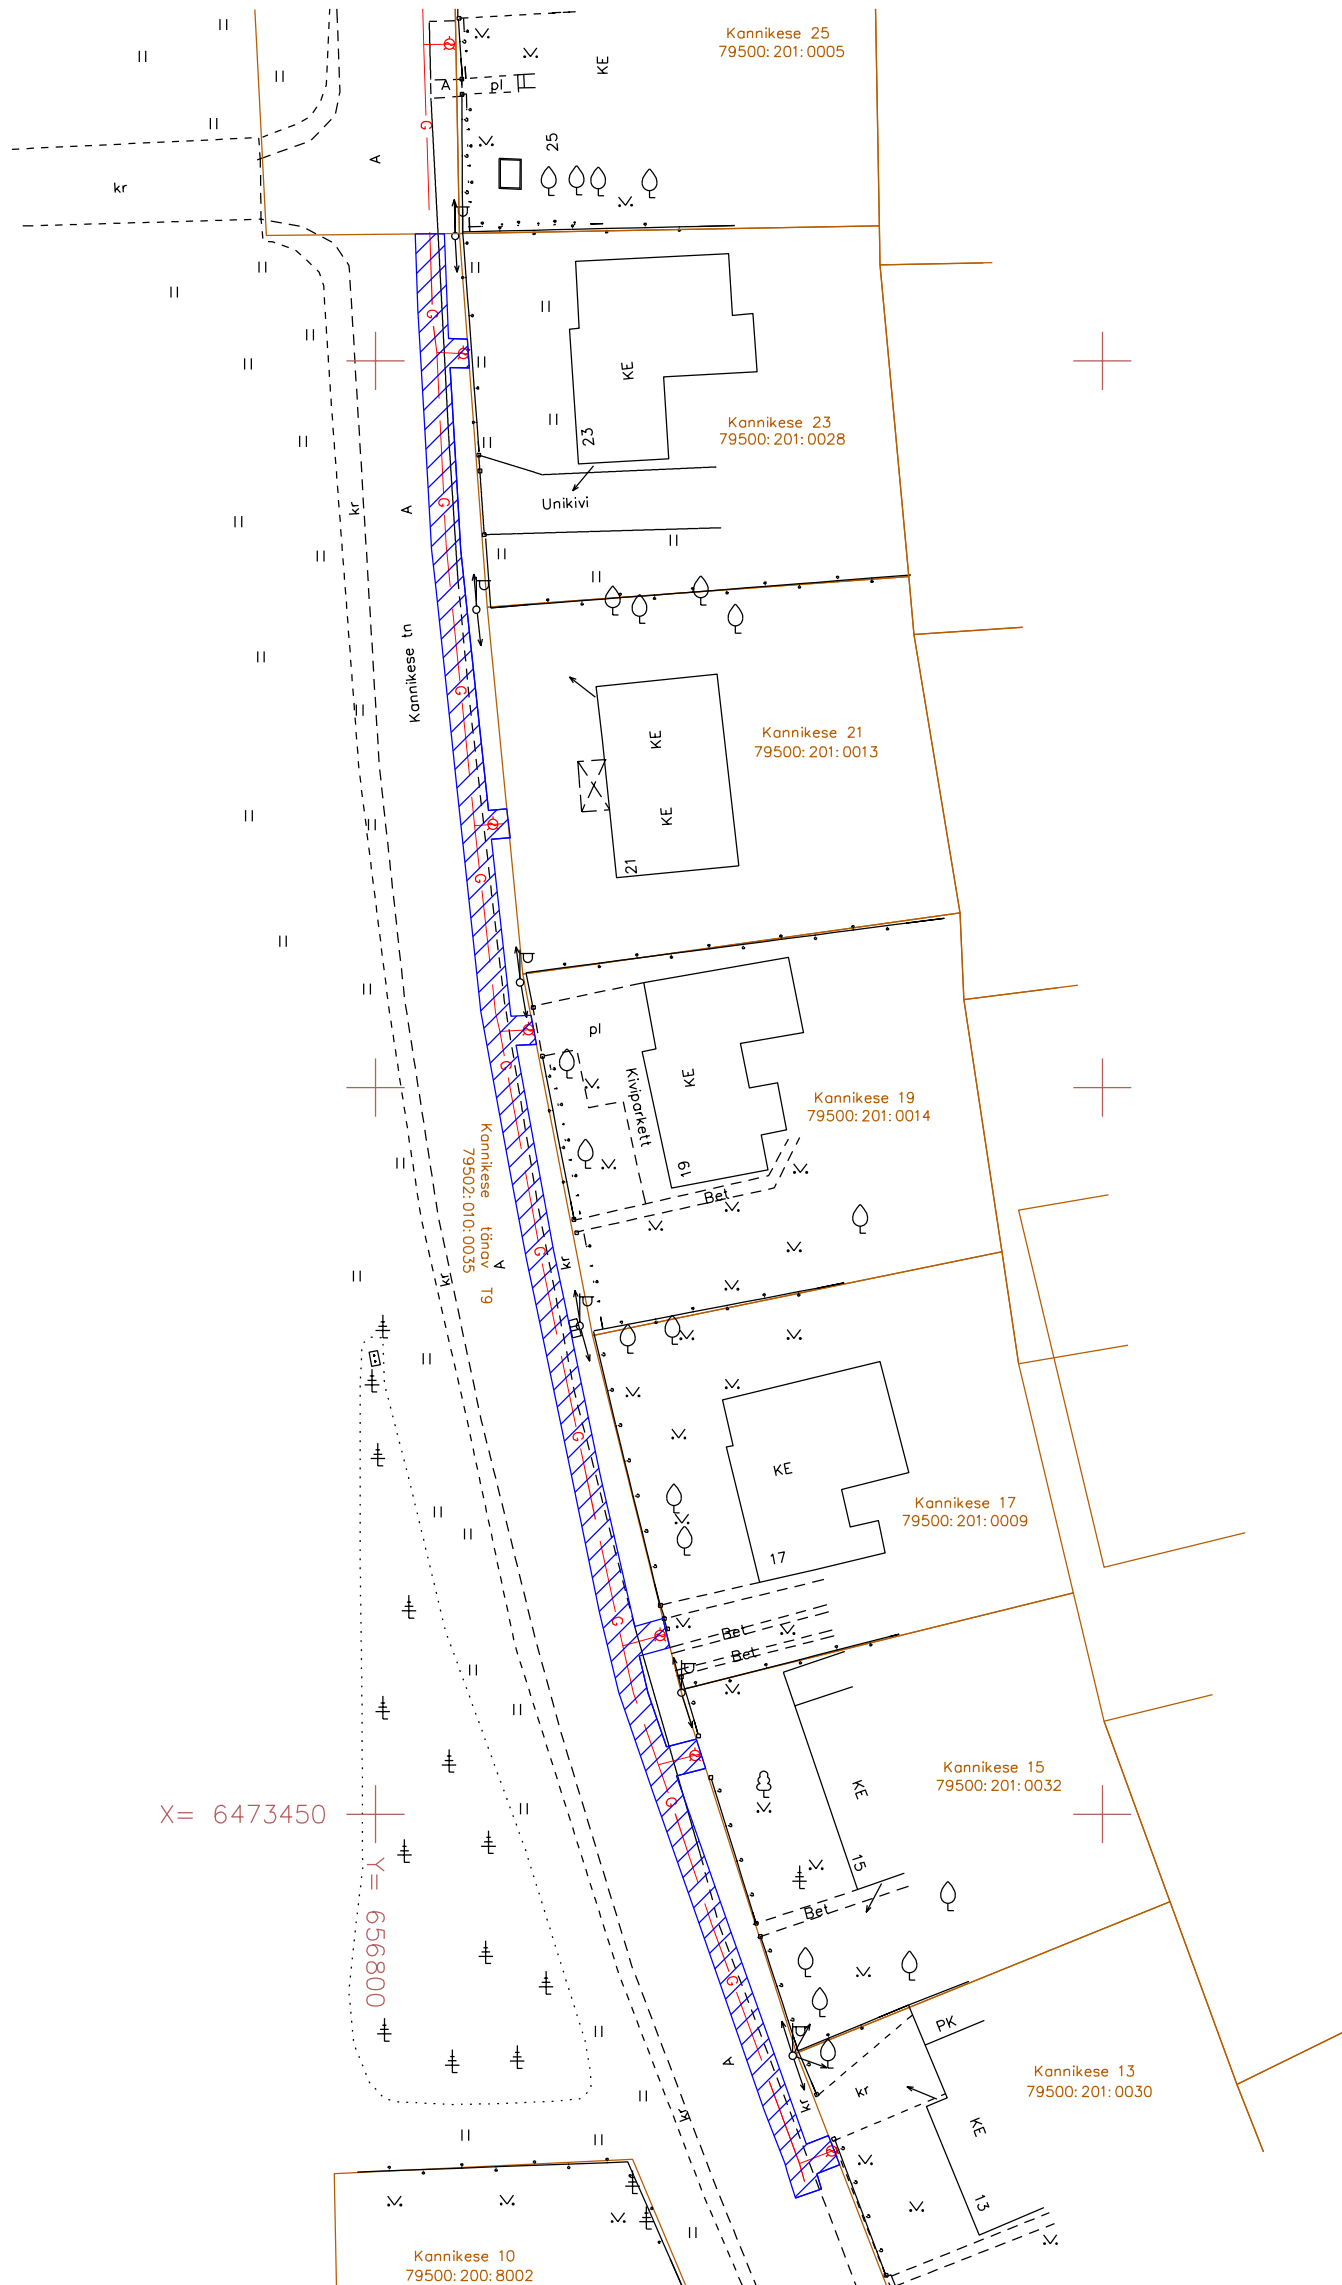 Kannikese 25
79500:201:0005
KE
A
pl
G
25
A
kr
G
KE
23
Kannikese 23
79500:201:0028
Unikivi
kr
A
G
Kannikese tn
G
KE
KE
21
Kannikese 21
79500:201:0013
G
pl
Kiviparkett
KE
19
Bet
Kannikese 19
79500:201:0014
G
Kannikese tänav T9
79502:010:0035
A
kr
kr
G
G
KE
17
Kannikese 17
79500:201:0009
Bet
Bet
G
Kannikese 15
79500:201:0032
KE
15
Bet
G
X= 6473450
Y= 656800
G
A
kr
kr
kr
PK
KE
13
Kannikese 13
79500:201:0030
Kannikese 10
79500:200:8002